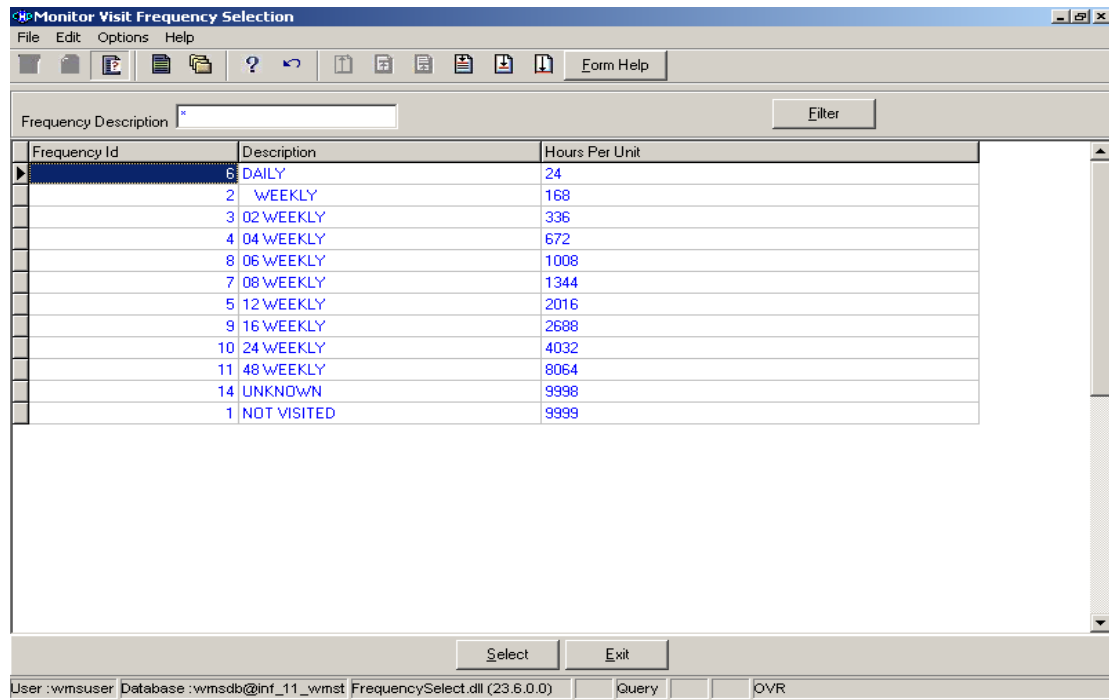 Monitor Visit Frequency Selection
File Edit Options Help
Form Help
Frequency Description * Filter
Frequency Id Description Hours Per Unit
6 DAILY 24
2 WEEKLY 168
3 02 WEEKLY 336
4 04 WEEKLY 672
8 06 WEEKLY 1008
7 08 WEEKLY 1344
5 12 WEEKLY 2016
9 16 WEEKLY 2688
10 24 WEEKLY 4032
11 48 WEEKLY 8064
14 UNKNOWN 9998
1 NOT VISITED 9999
Select Exit
User :wmsuser Database :wmsdb@inf_11_wmst FrequencySelect.dll (23.6.0.0) Query OVR